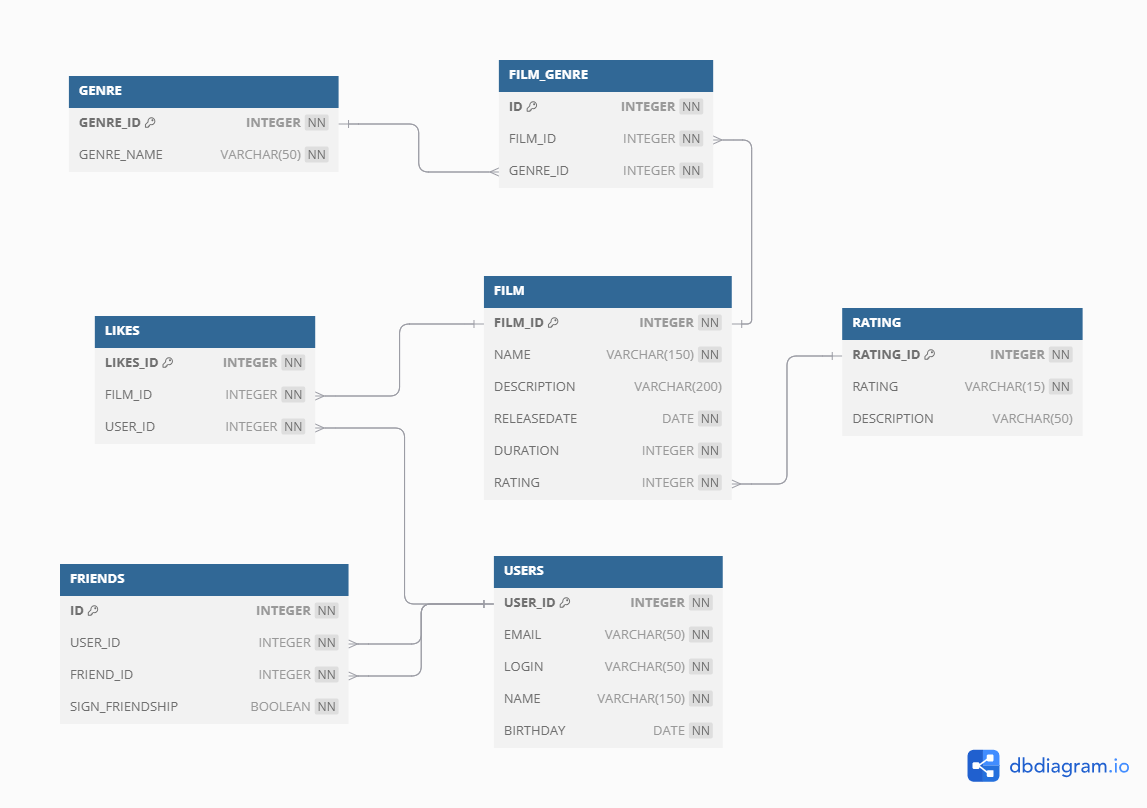 GENRE
GENRE_ID INTEGER NN
GENRE_NAME VARCHAR(50) NN
FILM_GENRE
ID INTEGER NN
FILM_ID INTEGER NN
GENRE_ID INTEGER NN
FILM
FILM_ID INTEGER NN
NAME VARCHAR(150) NN
DESCRIPTION VARCHAR(200)
RELEASEDATE DATE NN
DURATION INTEGER NN
RATING INTEGER NN
RATING
RATING_ID INTEGER NN
RATING VARCHAR(15) NN
DESCRIPTION VARCHAR(50)
LIKES
LIKES_ID INTEGER NN
FILM_ID INTEGER NN
USER_ID INTEGER NN
FRIENDS
ID INTEGER NN
USER_ID INTEGER NN
FRIEND_ID INTEGER NN
SIGN_FRIENDSHIP BOOLEAN NN
USERS
USER_ID INTEGER NN
EMAIL VARCHAR(50) NN
LOGIN VARCHAR(50) NN
NAME VARCHAR(150) NN
BIRTHDAY DATE NN
dbdiagram.io